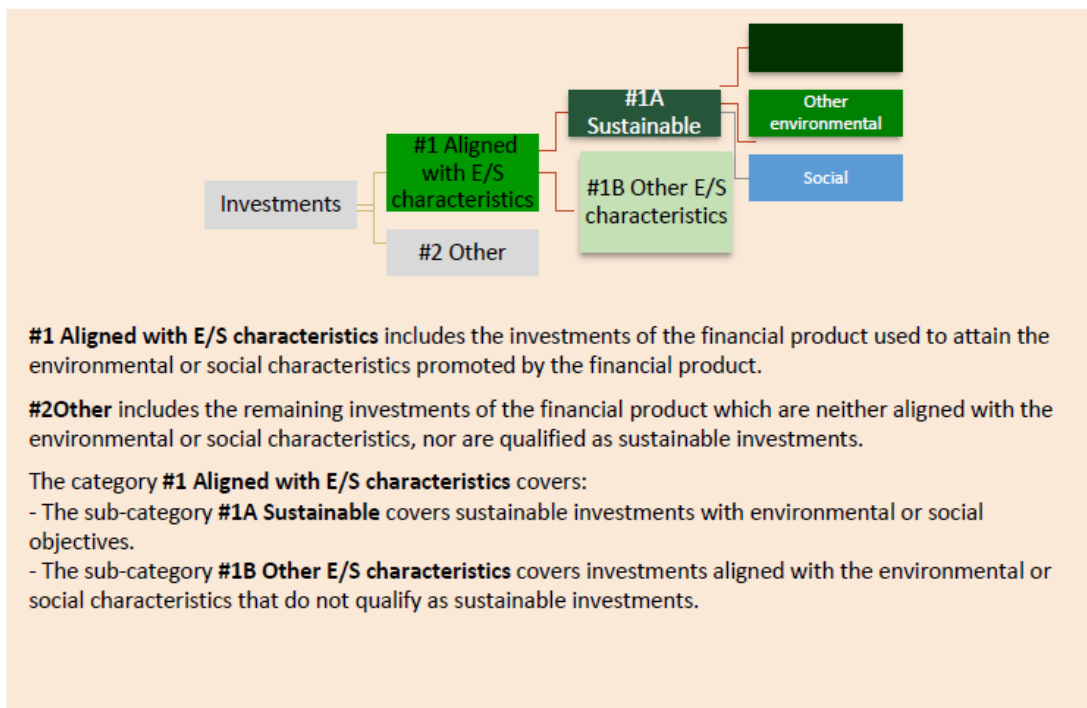 #1A
Sustainable
Other
environmental
#1 Aligned
with E/S
characteristics
Social
#1B Other E/S
characteristics
Investments
#2 Other
#1 Aligned with E/S characteristics includes the investments of the financial product used to attain the
environmental or social characteristics promoted by the financial product.
#2Other includes the remaining investments of the financial product which are neither aligned with the
environmental or social characteristics, nor are qualified as sustainable investments.
The category #1 Aligned with E/S characteristics covers:
- The sub-category #1A Sustainable covers sustainable investments with environmental or social
objectives.
- The sub-category #1B Other E/S characteristics covers investments aligned with the environmental or
social characteristics that do not qualify as sustainable investments.